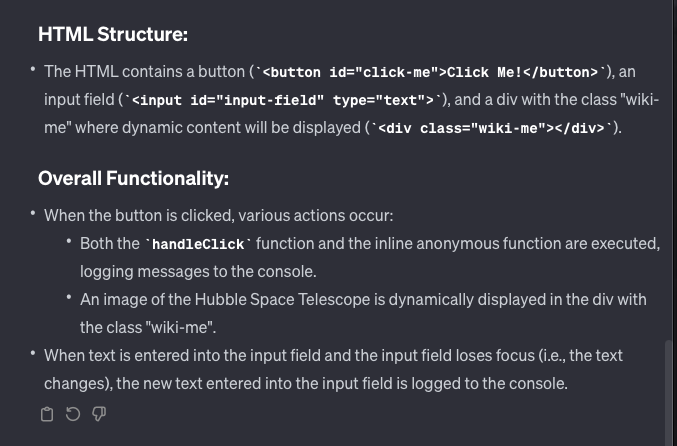 HTML Structure:
• The HTML contains a button (`<button id="click-me">Click Me!</button>`), an
input field (`<input id="input-field" type="text">`), and a div with the class "wiki-
me" where dynamic content will be displayed (`<div class="wiki-me"></div>`).
Overall Functionality:
• When the button is clicked, various actions occur:
• Both the `handleClick` function and the inline anonymous function are executed,
logging messages to the console.
• An image of the Hubble Space Telescope is dynamically displayed in the div with
the class "wiki-me".
• When text is entered into the input field and the input field loses focus (i.e., the text
changes), the new text entered into the input field is logged to the console.